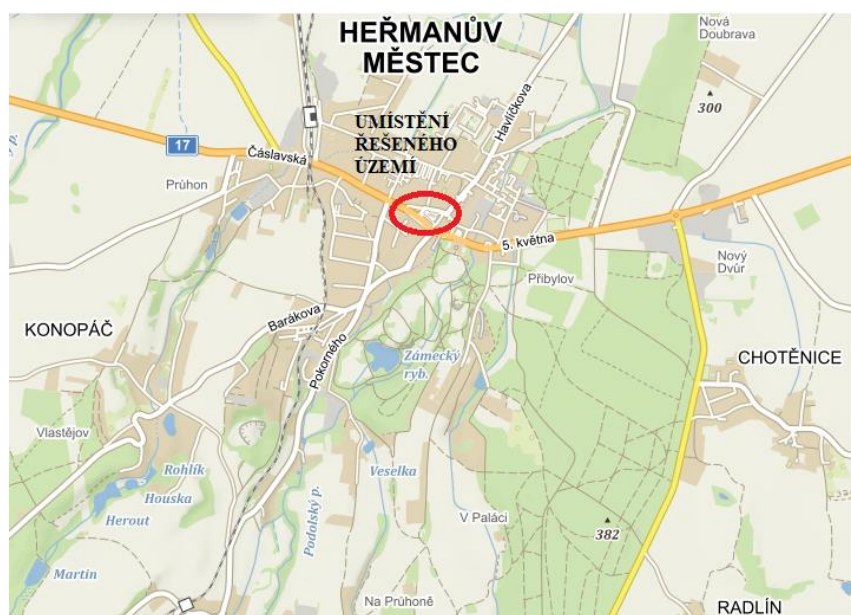 HEŘMANŮV
MĚSTEC
Nová
Doubrava
300
Havlíčkova
UMÍSTĚNÍ
ŘEŠENÉHO
ÚZEMÍ
17
Čáslavská
Průhon
5. května
Nový
Dvůr
Přibylov
KONOPÁČ
Barákova
Pokorného
Zámecký
ryb.
CHOTĚNICE
Vlastějov
Rohlík
Houska
Herout
Veselka
Podolský p.
V Paláci
382
Martin
Na Průhoně
RADLÍN